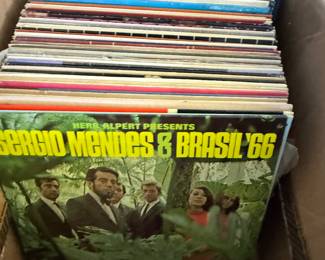 HERB ALPERT PRESENTS
SERGIO MENDES & BRASIL '66